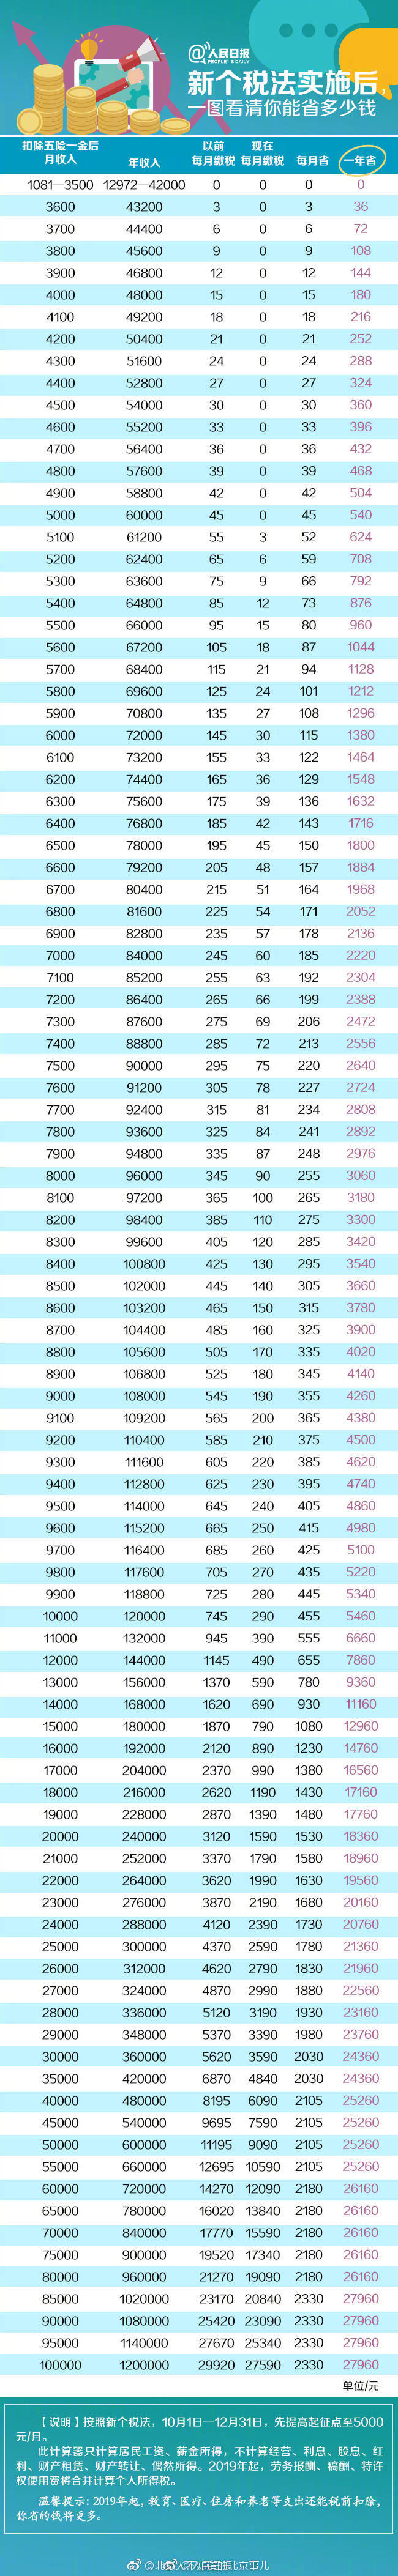 @人民日报
PEOPLE'S DAILY
新个税法实施后,
一图看清你能省多少钱
扣除五险一金后 以前 现在
月收入 年收入 每月缴税 每月缴税 每月省 一年省
1081—3500 12972—42000 0 0 0 0
3600 43200 3 0 3 36
3700 44400 6 0 6 72
3800 45600 9 0 9 108
3900 46800 12 0 12 144
4000 48000 15 0 15 180
4100 49200 18 0 18 216
4200 50400 21 0 21 252
4300 51600 24 0 24 288
4400 52800 27 0 27 324
4500 54000 30 0 30 360
4600 55200 33 0 33 396
4700 56400 36 0 36 432
4800 57600 39 0 39 468
4900 58800 42 0 42 504
5000 60000 45 0 45 540
5100 61200 55 3 52 624
5200 62400 65 6 59 708
5300 63600 75 9 66 792
5400 64800 85 12 73 876
5500 66000 95 15 80 960
5600 67200 105 18 87 1044
5700 68400 115 21 94 1128
5800 69600 125 24 101 1212
5900 70800 135 27 108 1296
6000 72000 145 30 115 1380
6100 73200 155 33 122 1464
6200 74400 165 36 129 1548
6300 75600 175 39 136 1632
6400 76800 185 42 143 1716
6500 78000 195 45 150 1800
6600 79200 205 48 157 1884
6700 80400 215 51 164 1968
6800 81600 225 54 171 2052
6900 82800 235 57 178 2136
7000 84000 245 60 185 2220
7100 85200 255 63 192 2304
7200 86400 265 66 199 2388
7300 87600 275 69 206 2472
7400 88800 285 72 213 2556
7500 90000 295 75 220 2640
7600 91200 305 78 227 2724
7700 92400 315 81 234 2808
7800 93600 325 84 241 2892
7900 94800 335 87 248 2976
8000 96000 345 90 255 3060
8100 97200 365 100 265 3180
8200 98400 385 110 275 3300
8300 99600 405 120 285 3420
8400 100800 425 130 295 3540
8500 102000 445 140 305 3660
8600 103200 465 150 315 3780
8700 104400 485 160 325 3900
8800 105600 505 170 335 4020
8900 106800 525 180 345 4140
9000 108000 545 190 355 4260
9100 109200 565 200 365 4380
9200 110400 585 210 375 4500
9300 111600 605 220 385 4620
9400 112800 625 230 395 4740
9500 114000 645 240 405 4860
9600 115200 665 250 415 4980
9700 116400 685 260 425 5100
9800 117600 705 270 435 5220
9900 118800 725 280 445 5340
10000 120000 745 290 455 5460
11000 132000 945 390 555 6660
12000 144000 1145 490 655 7860
13000 156000 1370 590 780 9360
14000 168000 1620 690 930 11160
15000 180000 1870 790 1080 12960
16000 192000 2120 890 1230 14760
17000 204000 2370 990 1380 16560
18000 216000 2620 1190 1430 17160
19000 228000 2870 1390 1480 17760
20000 240000 3120 1590 1530 18360
21000 252000 3370 1790 1580 18960
22000 264000 3620 1990 1630 19560
23000 276000 3870 2190 1680 20160
24000 288000 4120 2390 1730 20760
25000 300000 4370 2590 1780 21360
26000 312000 4620 2790 1830 21960
27000 324000 4870 2990 1880 22560
28000 336000 5120 3190 1930 23160
29000 348000 5370 3390 1980 23760
30000 360000 5620 3590 2030 24360
35000 420000 6870 4840 2030 24360
40000 480000 8195 6090 2105 25260
45000 540000 9695 7590 2105 25260
50000 600000 11195 9090 2105 25260
55000 660000 12695 10590 2105 25260
60000 720000 14270 12090 2180 26160
65000 780000 16020 13840 2180 26160
70000 840000 17770 15590 2180 26160
75000 900000 19520 17340 2180 26160
80000 960000 21270 19090 2180 26160
85000 1020000 23170 20840 2330 27960
90000 1080000 25420 23090 2330 27960
95000 1140000 27670 25340 2330 27960
100000 1200000 29920 27590 2330 27960
单位/元
【说明】按照新个税法，10月1日—12月31日，先提高起征点至5000
元/月。
此计算器只计算居民工资、薪金所得，不计算经营、利息、股息、红
利、财产租赁、财产转让、偶然所得。2019年起，劳务报酬、稿酬、特许
权使用费将合并计算个人所得税。
温馨提示：2019年起，教育、医疗、住房和养老等支出还能税前扣除，
你省的钱将更多。